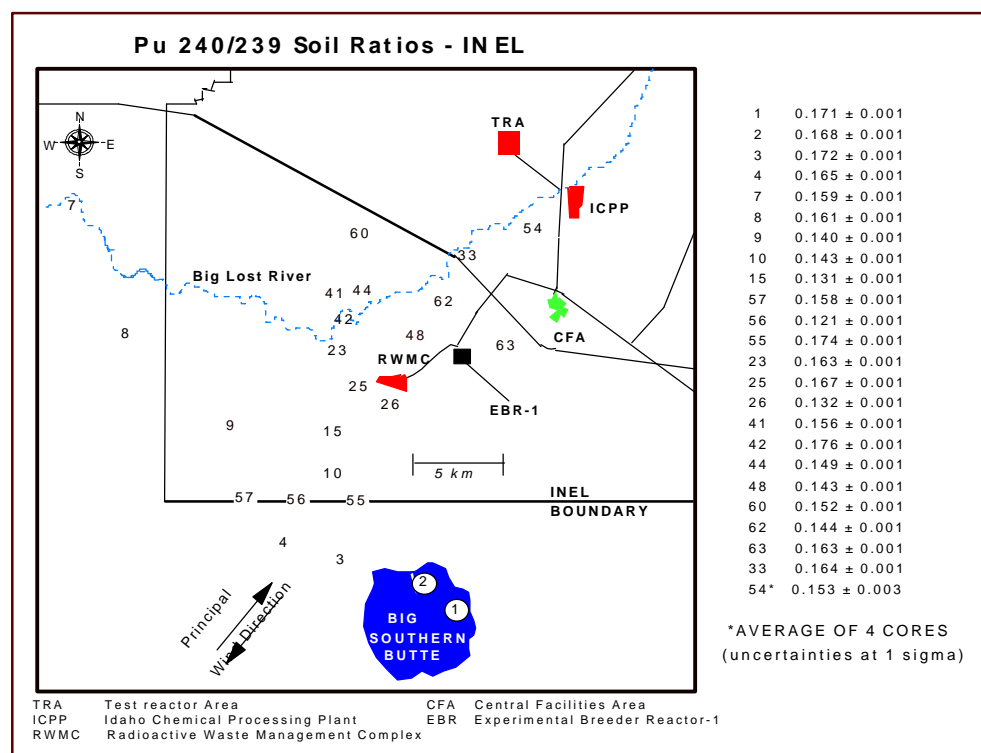 Pu 240/239 Soil Ratios - INEL
N
W
E
S
TRA
ICPP
7
60
54
33
Big Lost River
41
44
62
42
48
CFA
8
23
63
RWMC
25
26
EBR-1
9
15
10
5 km
57
56
55
INEL
BOUNDARY
4
3
2
1
BIG
SOUTHERN
BUTTE
Principal
Wind Direction
1 0.171 ± 0.001
2 0.168 ± 0.001
3 0.172 ± 0.001
4 0.165 ± 0.001
7 0.159 ± 0.001
8 0.161 ± 0.001
9 0.140 ± 0.001
10 0.143 ± 0.001
15 0.131 ± 0.001
57 0.158 ± 0.001
56 0.121 ± 0.001
55 0.174 ± 0.001
23 0.163 ± 0.001
25 0.167 ± 0.001
26 0.132 ± 0.001
41 0.156 ± 0.001
42 0.176 ± 0.001
44 0.149 ± 0.001
48 0.143 ± 0.001
60 0.152 ± 0.001
62 0.144 ± 0.001
63 0.163 ± 0.001
33 0.164 ± 0.001
54* 0.153 ± 0.003
*AVERAGE OF 4 CORES
(uncertainties at 1 sigma)
TRA Test reactor Area
ICPP Idaho Chemical Processing Plant
RWMC Radioactive Waste Management Complex
CFA Central Facilities Area
EBR Experimental Breeder Reactor-1